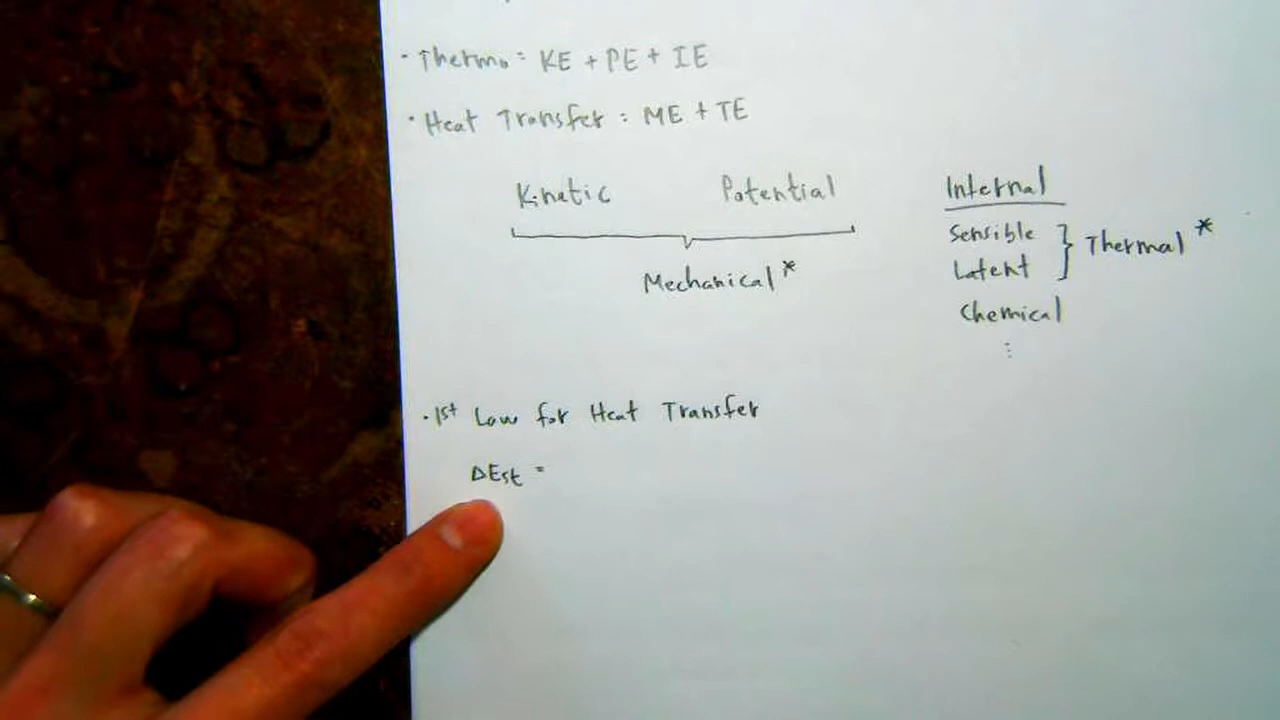 · Thermo: KE + PE + IE
· Heat Transfer: ME + TE
Kinetic Potential Internal
Sensible
Latent } Thermal*
Mechanical*
Chemical
⋮
· 1st Law for Heat Transfer
ΔEst =